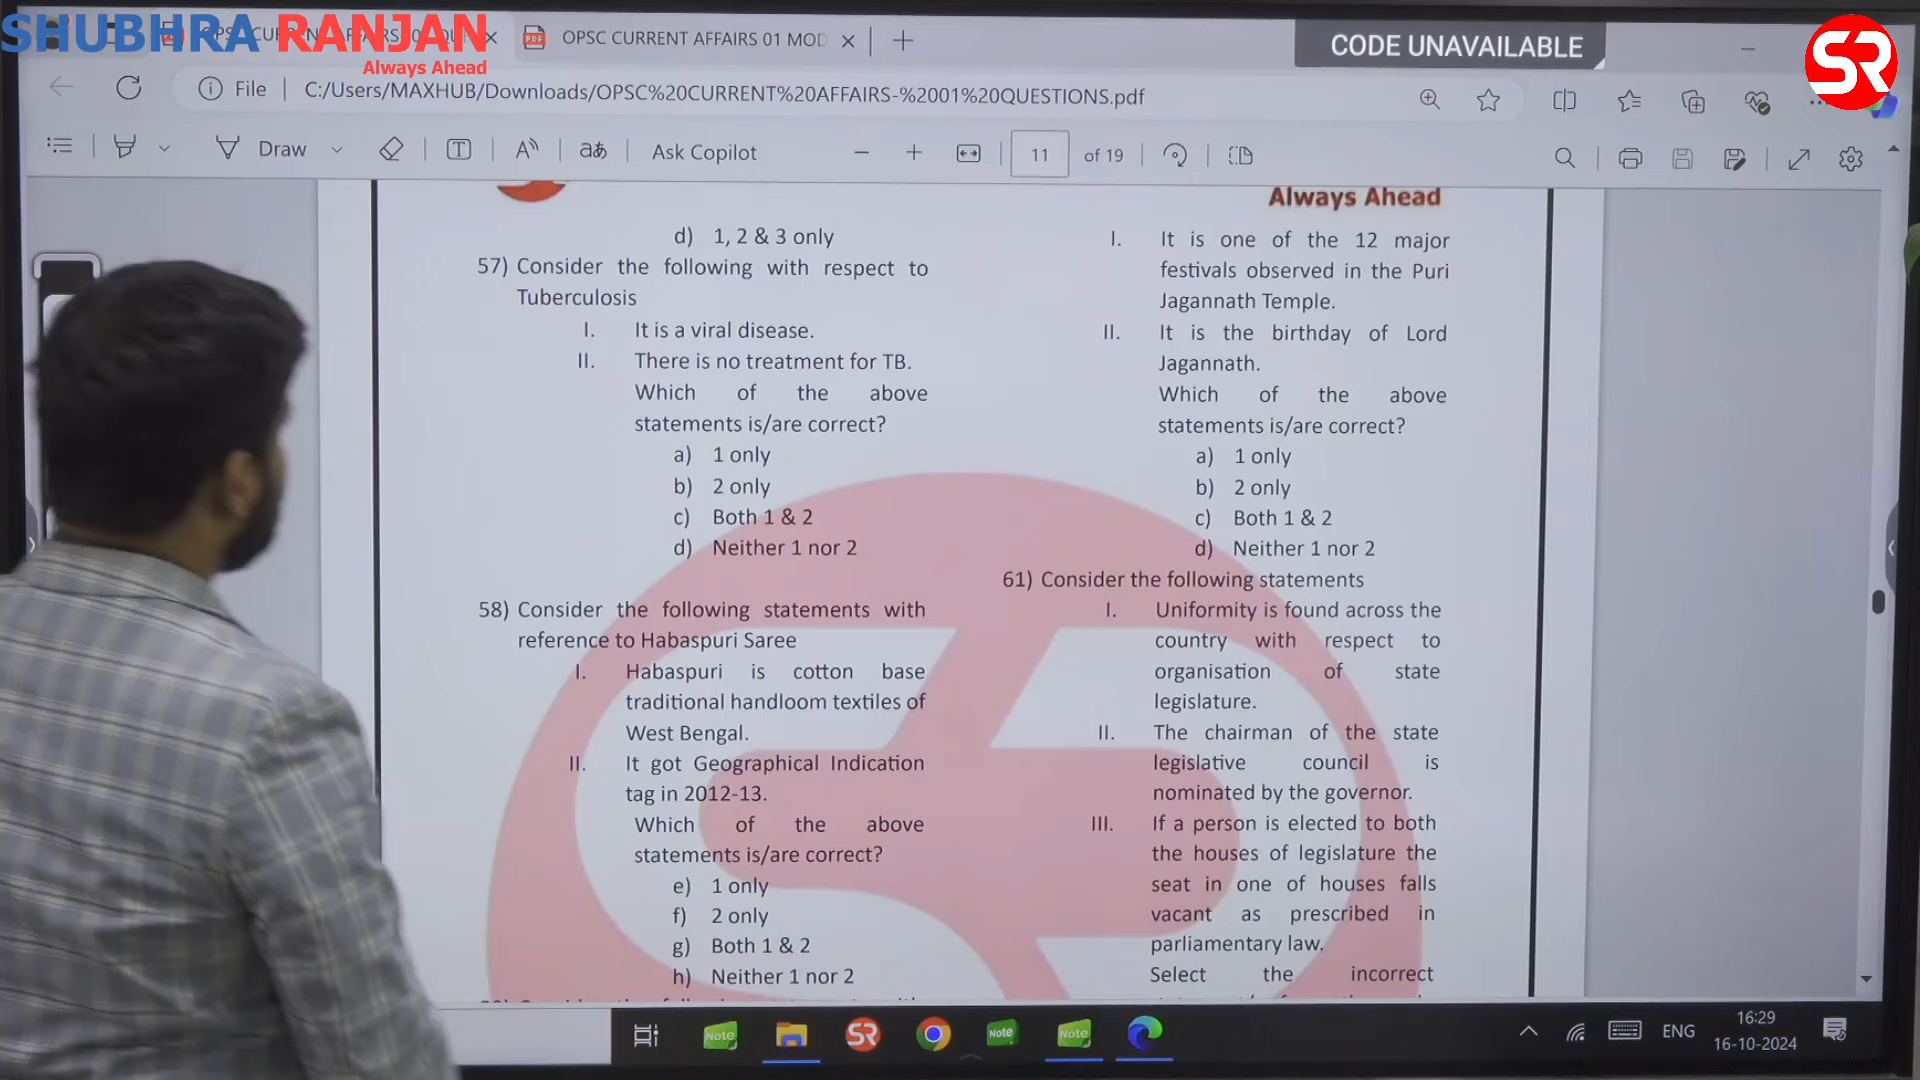 SHUBHRA RANJAN
Always Ahead
OPSC CURRENT AFFAIRS 01 MOD
CODE UNAVAILABLE
SR
File
C:/Users/MAXHUB/Downloads/OPSC%20CURRENT%20AFFAIRS-%2001%20QUESTIONS.pdf
Draw
Ask Copilot
11 of 19
Always Ahead
d) 1, 2 & 3 only
57) Consider the following with respect to
Tuberculosis
I. It is a viral disease.
II. There is no treatment for TB.
Which of the above
statements is/are correct?
a) 1 only
b) 2 only
c) Both 1 & 2
d) Neither 1 nor 2
58) Consider the following statements with
reference to Habaspuri Saree
I. Habaspuri is cotton base
traditional handloom textiles of
West Bengal.
II. It got Geographical Indication
tag in 2012-13.
Which of the above
statements is/are correct?
e) 1 only
f) 2 only
g) Both 1 & 2
h) Neither 1 nor 2
I. It is one of the 12 major
festivals observed in the Puri
Jagannath Temple.
II. It is the birthday of Lord
Jagannath.
Which of the above
statements is/are correct?
a) 1 only
b) 2 only
c) Both 1 & 2
d) Neither 1 nor 2
61) Consider the following statements
I. Uniformity is found across the
country with respect to
organisation of state
legislature.
II. The chairman of the state
legislative council is
nominated by the governor.
III. If a person is elected to both
the houses of legislature the
seat in one of houses falls
vacant as prescribed in
parliamentary law.
Select the incorrect
Note
SR
Note
Note
ENG
16:29
16-10-2024